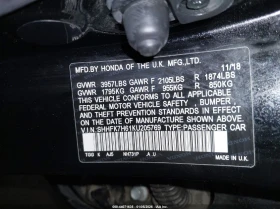 MFD. BY HONDA OF THE U.K. MFG., LTD. 11/18
GVWR 3957LBS GAWR F 2105LBS R 1874LBS
GVWR 1795KG GAWR F 955KG R 850KG
THIS VEHICLE CONFORMS TO ALL APPLICABLE
FEDERAL MOTOR VEHICLE SAFETY, BUMPER,
AND THEFT PREVENTION STANDARDS IN EFFECT
ON THE DATE OF MANUFACTURE SHOWN ABOVE.
V.I.N: SHHFK7H61KU205769 TYPE: PASSENGER CAR